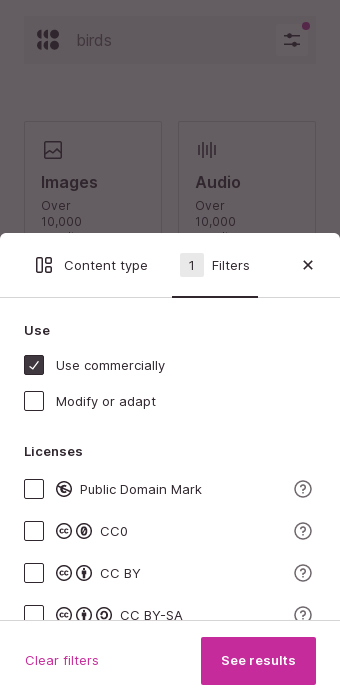 birds
Images
Audio
Over
10,000
Over
10,000
Content type
1 Filters
Use
Use commercially
Modify or adapt
Licenses
Public Domain Mark
CC0
CC BY
CC BY-SA
Clear filters
See results